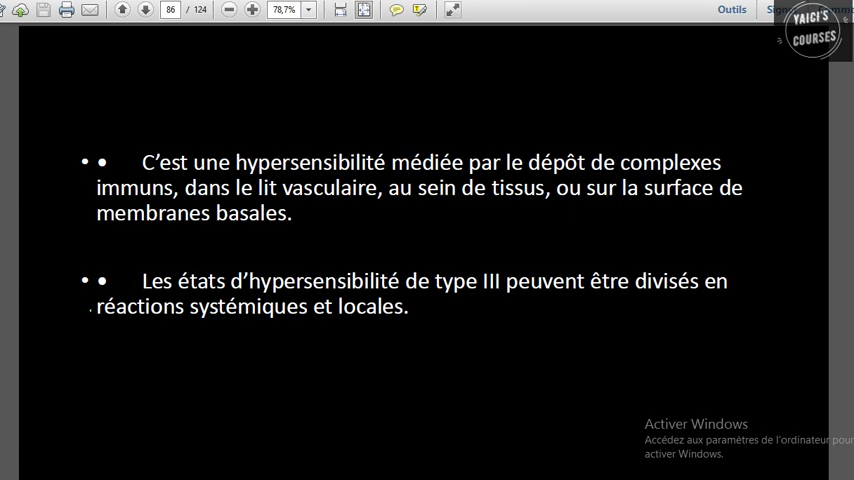 86 / 124
78,7%
Outils
YAICI'S
COURSES
• • C'est une hypersensibilité médiée par le dépôt de complexes
immuns, dans le lit vasculaire, au sein de tissus, ou sur la surface de
membranes basales.
• • Les états d'hypersensibilité de type III peuvent être divisés en
réactions systémiques et locales.
Activer Windows
Accédez aux paramètres de l'ordinateur pour
activer Windows.